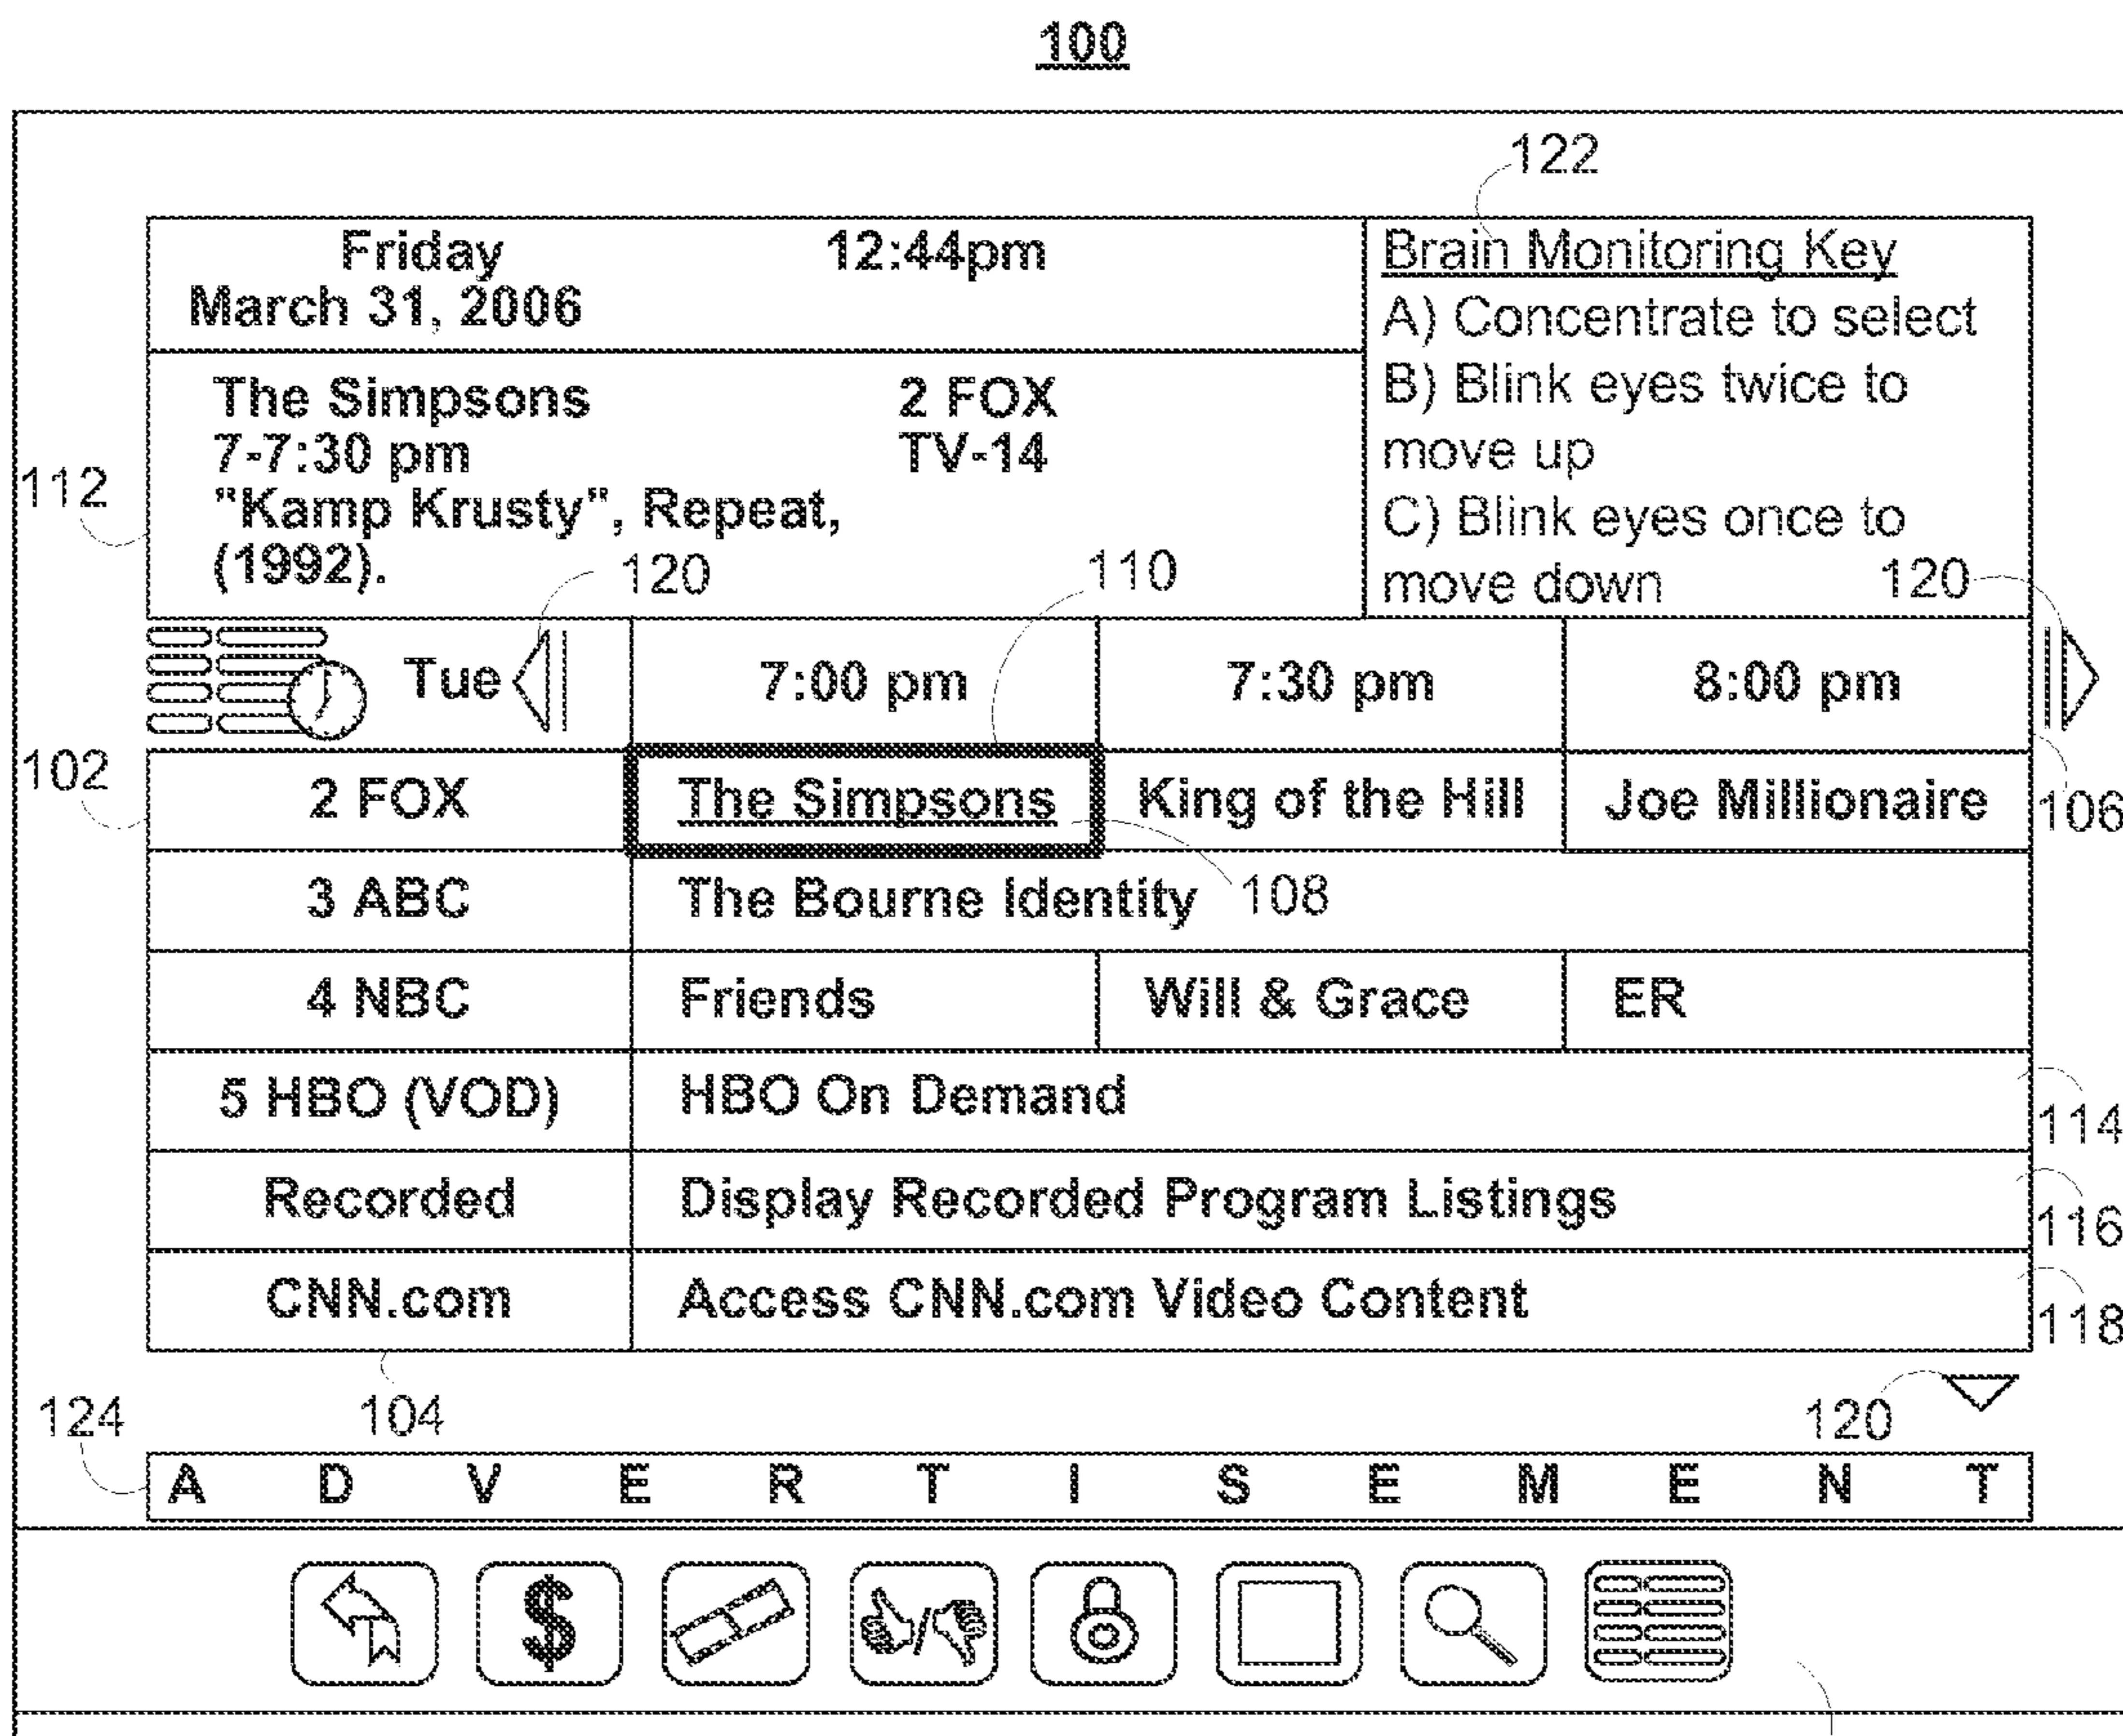 100
122
Friday 12:44pm
March 31, 2006
Brain Monitoring Key
A) Concentrate to select
B) Blink eyes twice to
move up
C) Blink eyes once to
move down
The Simpsons 2 FOX
7-7:30 pm TV-14
"Kamp Krusty", Repeat,
(1992).
112
120
110
120
Tue 7:00 pm 7:30 pm 8:00 pm
102
2 FOX The Simpsons King of the Hill Joe Millionaire
106
3 ABC The Bourne Identity
108
4 NBC Friends Will & Grace ER
5 HBO (VOD) HBO On Demand
114
Recorded Display Recorded Program Listings
116
CNN.com Access CNN.com Video Content
118
124
104
120
A D V E R T I S E M E N T
$
/